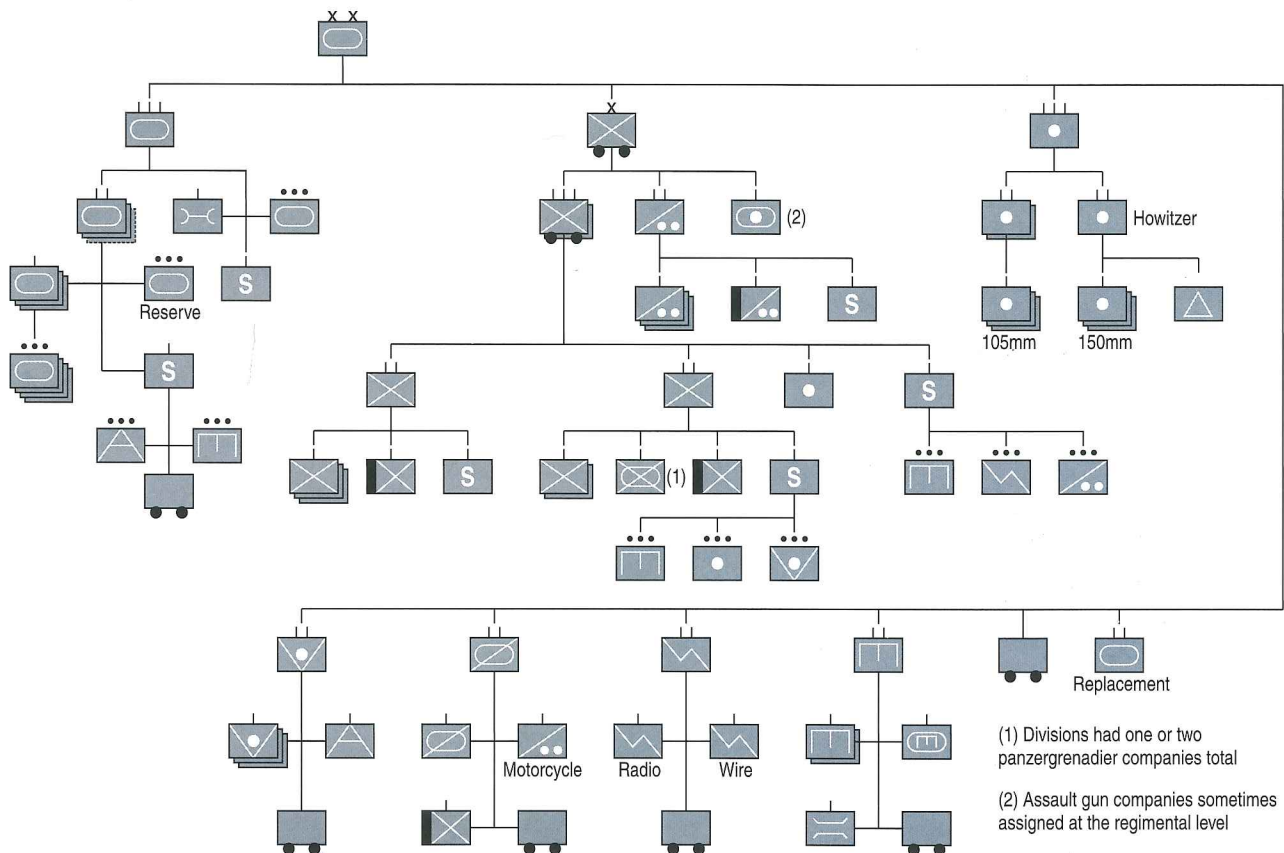 X X
X
(2)
Howitzer
S
Reserve
S
105mm
150mm
S
S
S
(1)
S
Replacement
Motorcycle
Radio
Wire
(1) Divisions had one or two
panzergrenadier companies total
(2) Assault gun companies sometimes
assigned at the regimental level